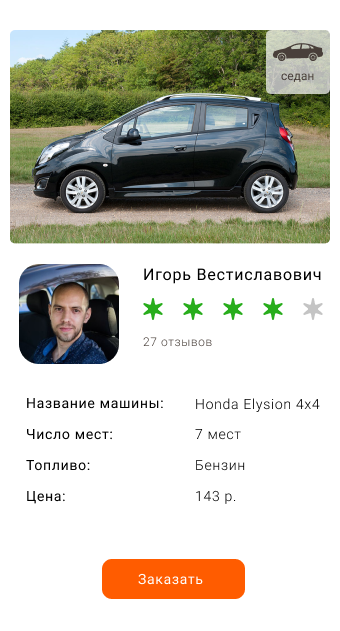 седан
Игорь Вестиславович
27 отзывов
Название машины: Honda Elysion 4x4
Число мест: 7 мест
Топливо: Бензин
Цена: 143 р.
Заказать